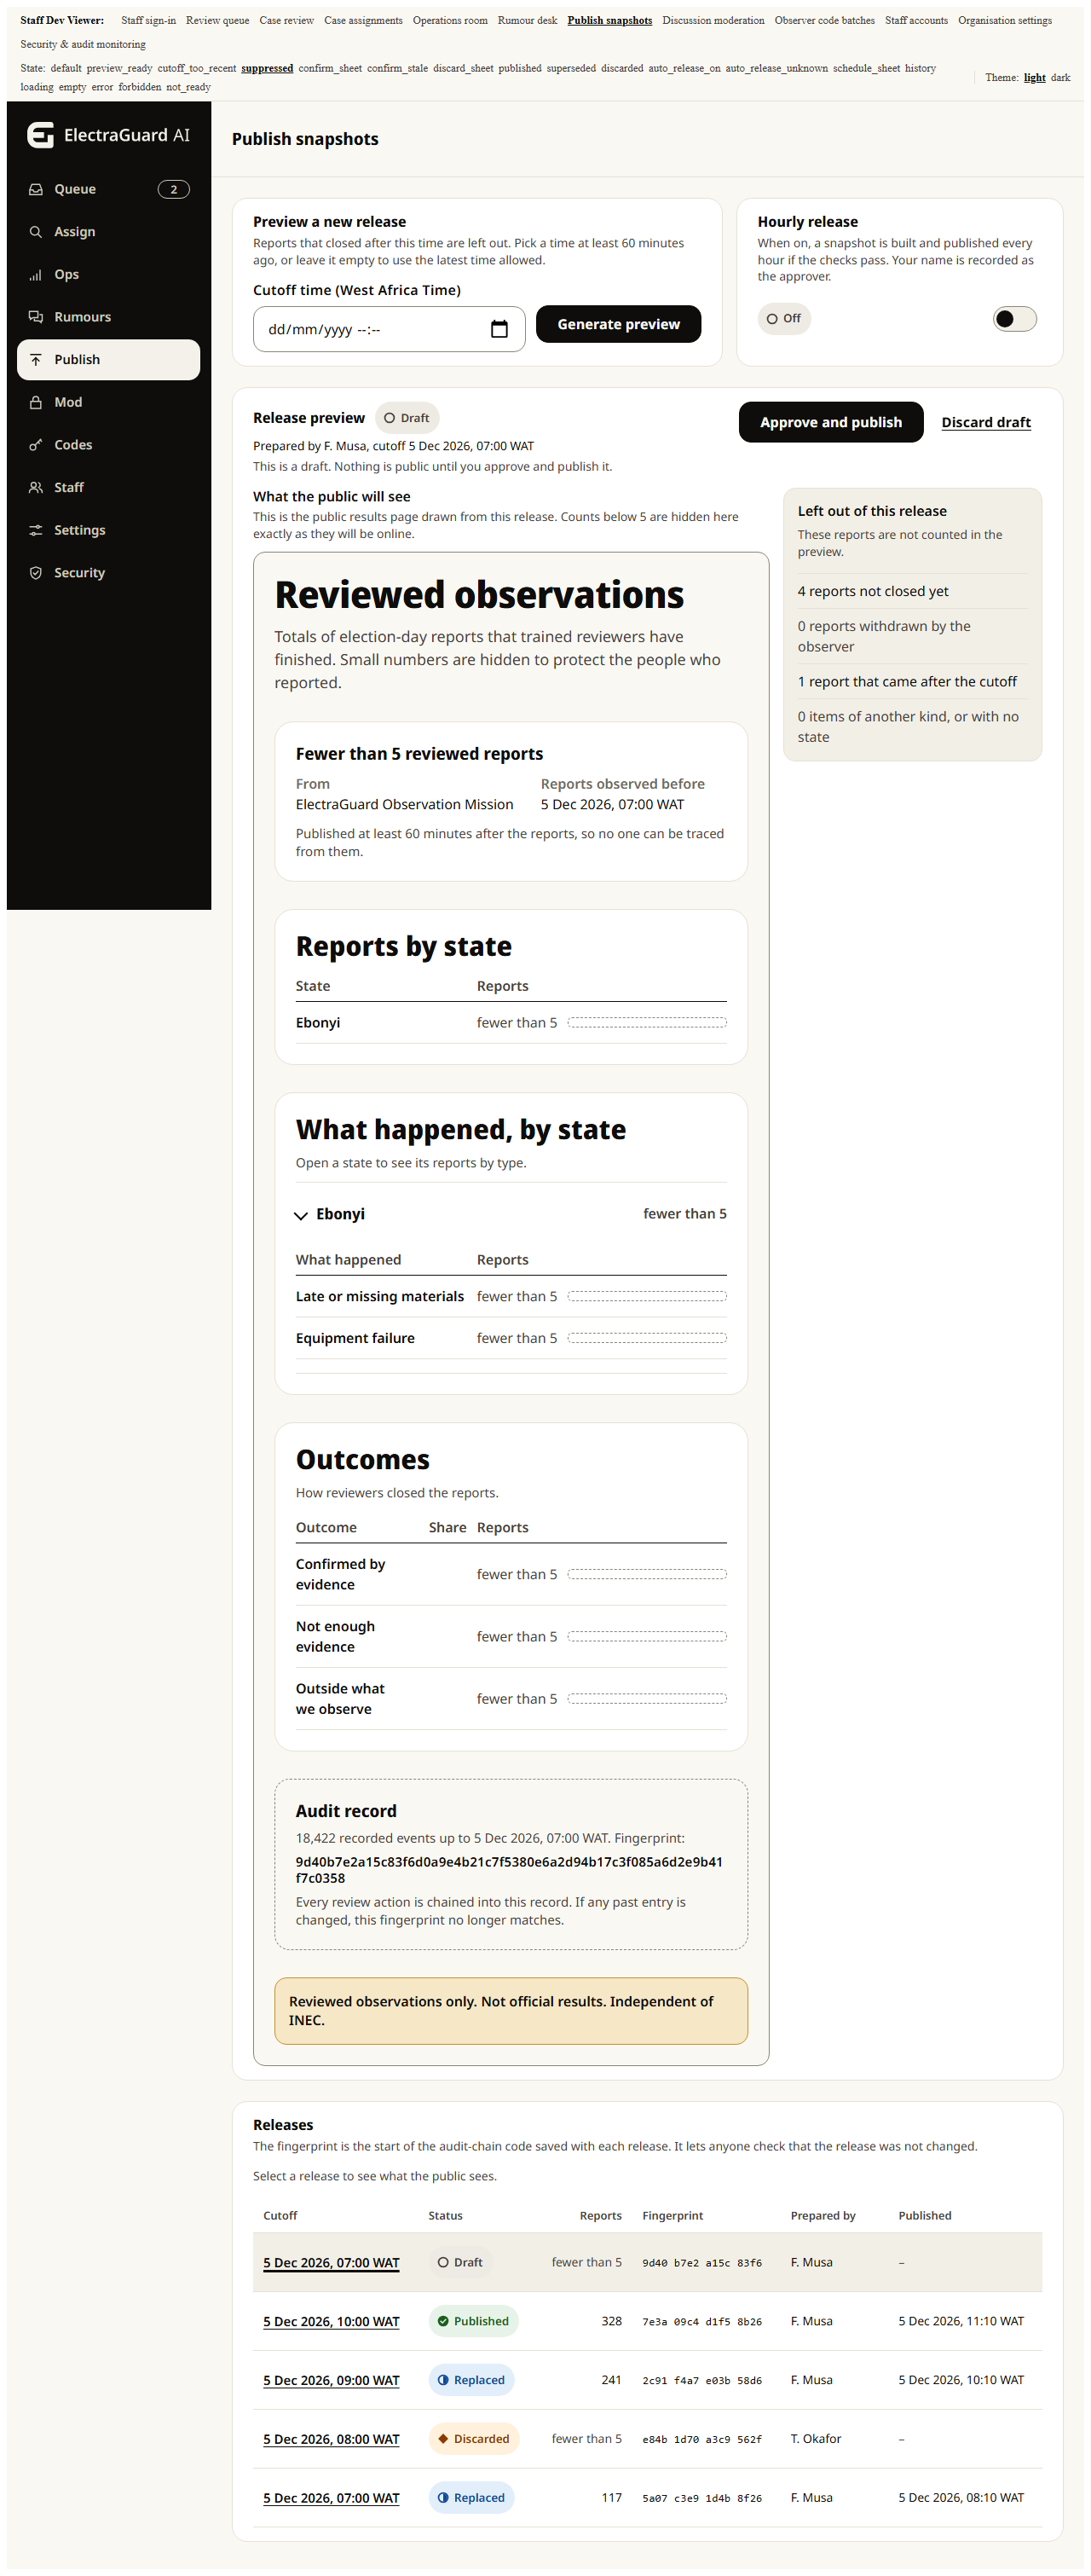 Staff Dev Viewer: Staff sign-in Review queue Case review Case assignments Operations room Rumour desk Publish snapshots Discussion moderation Observer code batches Staff accounts Organisation settings
Security & audit monitoring
State: default preview_ready cutoff_too_recent suppressed confirm_sheet confirm_stale discard_sheet published superseded discarded auto_release_on auto_release_unknown schedule_sheet history
loading empty error forbidden not_ready
Theme: light dark
ElectraGuard AI
Queue 2
Assign
Ops
Rumours
Publish
Mod
Codes
Staff
Settings
Security
Publish snapshots
Preview a new release
Reports that closed after this time are left out. Pick a time at least 60 minutes
ago, or leave it empty to use the latest time allowed.
Cutoff time (West Africa Time)
dd/mm/yyyy --:--
Generate preview
Hourly release
When on, a snapshot is built and published every
hour if the checks pass. Your name is recorded as
the approver.
Off
Release preview Draft
Approve and publish Discard draft
Prepared by F. Musa, cutoff 5 Dec 2026, 07:00 WAT
This is a draft. Nothing is public until you approve and publish it.
What the public will see
This is the public results page drawn from this release. Counts below 5 are hidden here
exactly as they will be online.
Reviewed observations
Totals of election-day reports that trained reviewers have
finished. Small numbers are hidden to protect the people who
reported.
Fewer than 5 reviewed reports
From Reports observed before
ElectraGuard Observation Mission 5 Dec 2026, 07:00 WAT
Published at least 60 minutes after the reports, so no one can be traced
from them.
Reports by state
State Reports
Ebonyi fewer than 5
What happened, by state
Open a state to see its reports by type.
Ebonyi fewer than 5
What happened Reports
Late or missing materials fewer than 5
Equipment failure fewer than 5
Outcomes
How reviewers closed the reports.
Outcome Share Reports
Confirmed by
evidence
fewer than 5
Not enough
evidence
fewer than 5
Outside what
we observe
fewer than 5
Audit record
18,422 recorded events up to 5 Dec 2026, 07:00 WAT. Fingerprint:
9d40b7e2a15c83f6d0a9e4b21c7f5380e6a2d94b17c3f085a6d2e9b41
f7c0358
Every review action is chained into this record. If any past entry is
changed, this fingerprint no longer matches.
Reviewed observations only. Not official results. Independent of
INEC.
Left out of this release
These reports are not counted in the
preview.
4 reports not closed yet
0 reports withdrawn by the
observer
1 report that came after the cutoff
0 items of another kind, or with no
state
Releases
The fingerprint is the start of the audit-chain code saved with each release. It lets anyone check that the release was not changed.
Select a release to see what the public sees.
Cutoff Status Reports Fingerprint Prepared by Published
5 Dec 2026, 07:00 WAT Draft fewer than 5 9d40 b7e2 a15c 83f6 F. Musa –
5 Dec 2026, 10:00 WAT Published 328 7e3a 09c4 d1f5 8b26 F. Musa 5 Dec 2026, 11:10 WAT
5 Dec 2026, 09:00 WAT Replaced 241 2c91 f4a7 e03b 58d6 F. Musa 5 Dec 2026, 10:10 WAT
5 Dec 2026, 08:00 WAT Discarded fewer than 5 e84b 1d70 a3c9 562f T. Okafor –
5 Dec 2026, 07:00 WAT Replaced 117 5a07 c3e9 1d4b 8f26 F. Musa 5 Dec 2026, 08:10 WAT